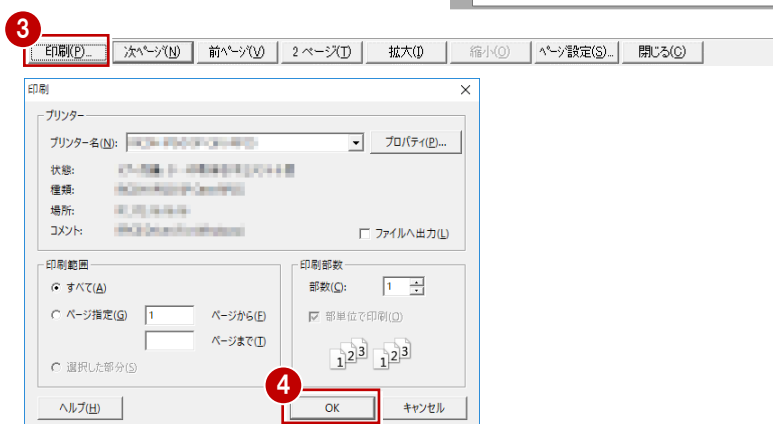 3
印刷(P)... 次ページ(N) 前ページ(V) 2 ページ(T) 拡大(I) 縮小(O) ページ設定(S)... 閉じる(C)
印刷
プリンター
プリンター名(N): プロパティ(P)...
状態:
種類:
場所:
コメント: ファイルへ出力(L)
印刷範囲 印刷部数
すべて(A) 部数(C): 1
ページ指定(G) 1 ページから(F) 部単位で印刷(O)
ページまで(T)
1 2 3 1 2 3
選択した部分(S)
4
ヘルプ(H) OK キャンセル